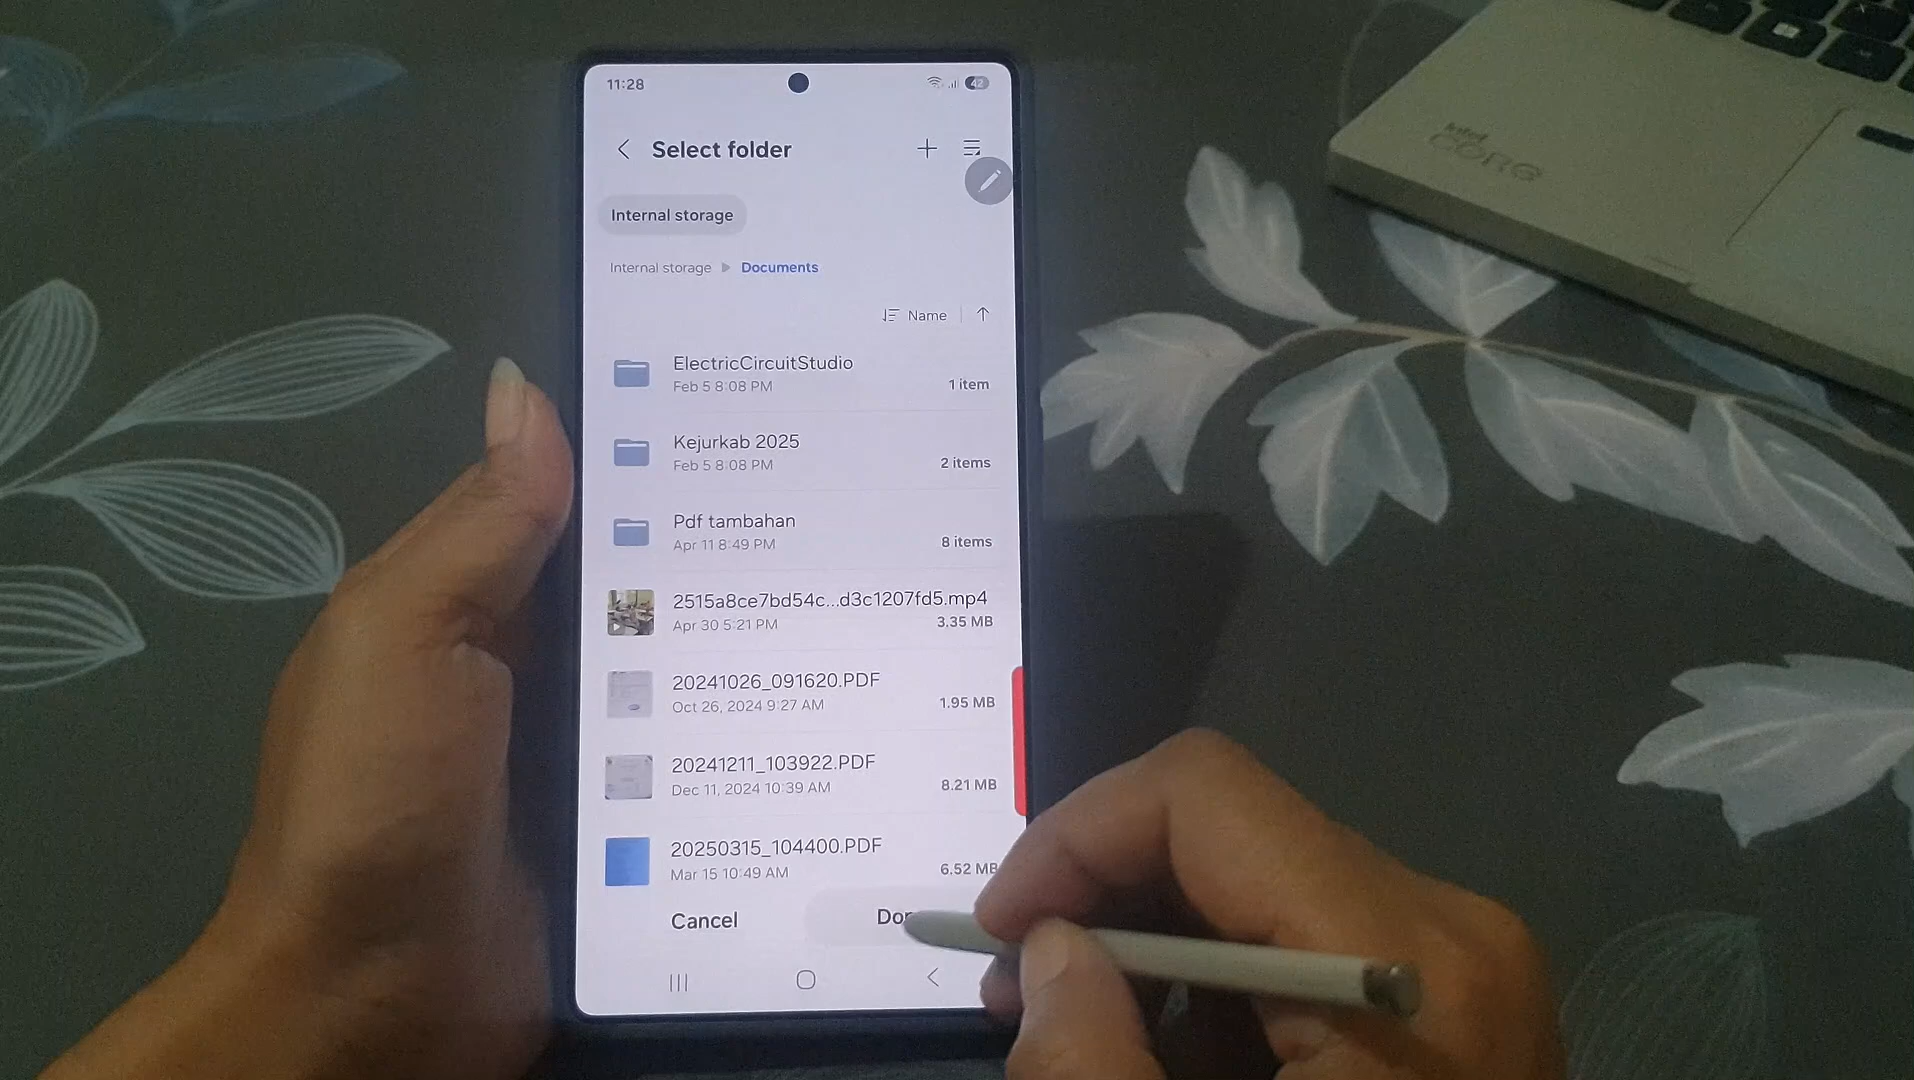 11:28
42
Select folder
Internal storage
Internal storage Documents
Name
ElectricCircuitStudio
Feb 5 8:08 PM
1 item
Kejurkab 2025
Feb 5 8:08 PM
2 items
Pdf tambahan
Apr 11 8:49 PM
8 items
2515a8ce7bd54c...d3c1207fd5.mp4
Apr 30 5:21 PM
3.35 MB
20241026_091620.PDF
Oct 26, 2024 9:27 AM
1.95 MB
20241211_103922.PDF
Dec 11, 2024 10:39 AM
8.21 MB
20250315_104400.PDF
Mar 15 10:49 AM
6.52 MB
Cancel
intel
CORE